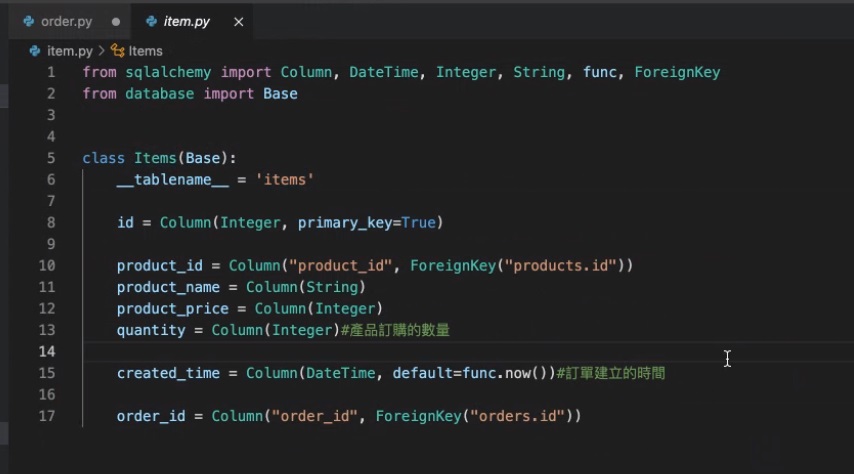 order.py
item.py
item.py > Items
1 from sqlalchemy import Column, DateTime, Integer, String, func, ForeignKey
2 from database import Base
3
4
5 class Items(Base):
6     __tablename__ = 'items'
7
8     id = Column(Integer, primary_key=True)
9
10     product_id = Column("product_id", ForeignKey("products.id"))
11     product_name = Column(String)
12     product_price = Column(Integer)
13     quantity = Column(Integer)#產品訂購的數量
14
15     created_time = Column(DateTime, default=func.now())#訂單建立的時間
16
17     order_id = Column("order_id", ForeignKey("orders.id"))